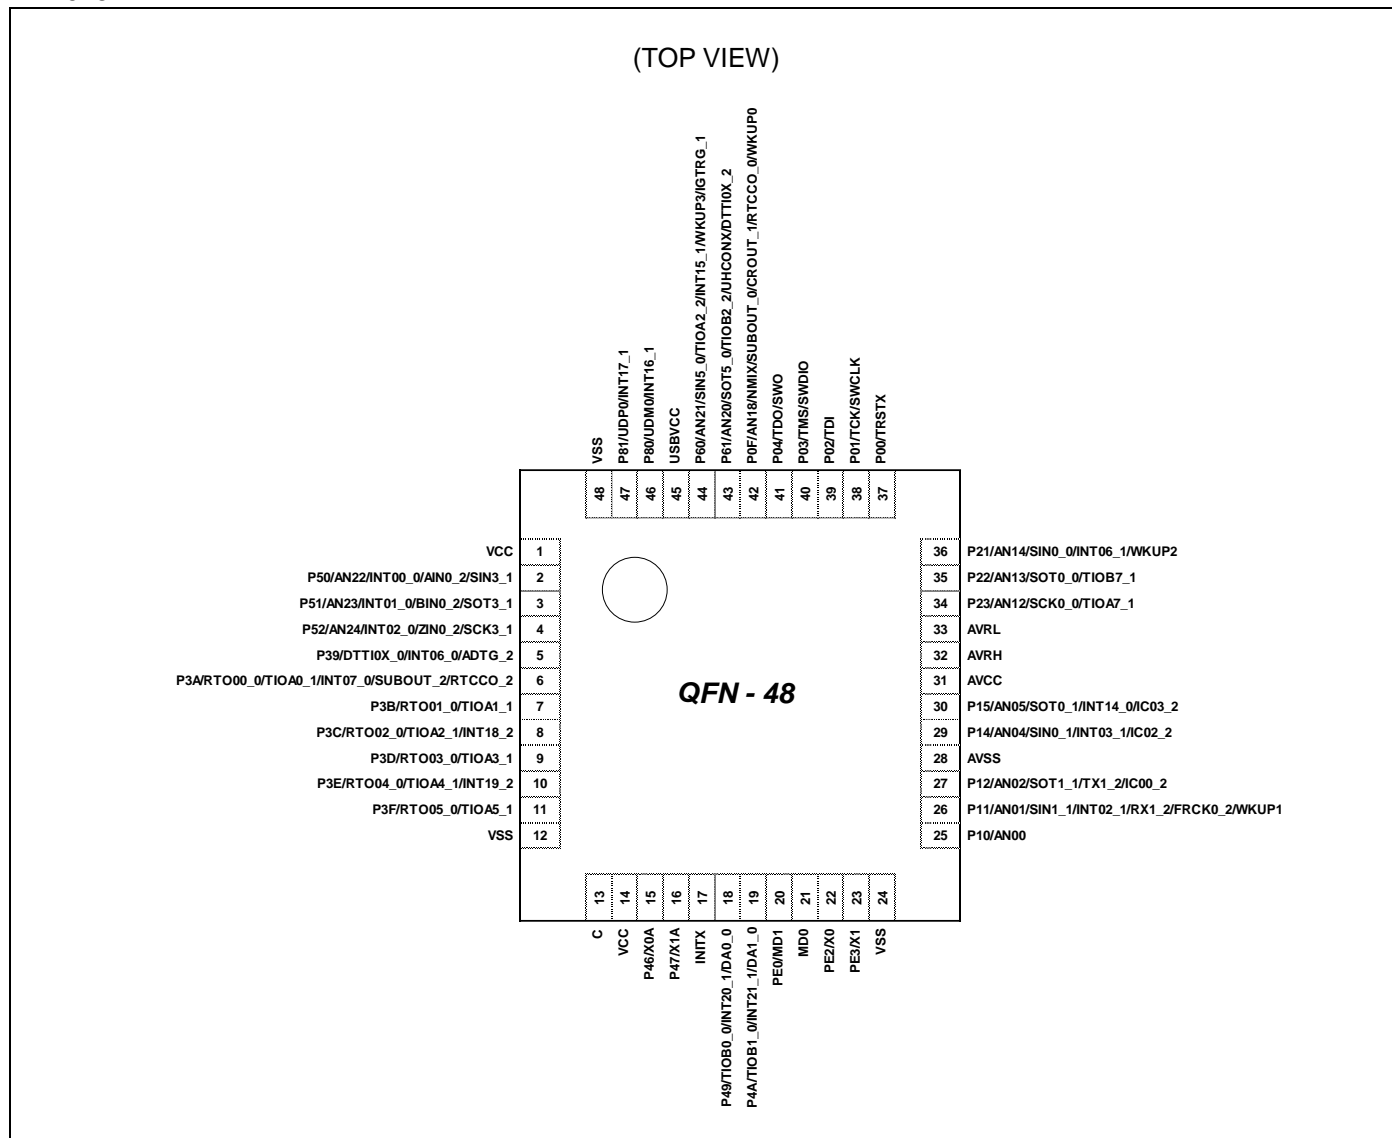 (TOP VIEW)
VSS
P81/UDP0/INT17_1
P80/UDM0/INT16_1
USBVCC
P60/AN21/SIN5_0/TIOA2_2/INT15_1/WKUP3/IGTRG_1
P61/AN20/SOT5_0/TIOB2_2/UHCONX/DTTI0X_2
P0F/AN18/NMIX/SUBOUT_0/CROUT_1/RTCCO_0/WKUP0
P04/TDO/SWO
P03/TMS/SWDIO
P02/TDI
P01/TCK/SWCLK
P00/TRSTX
48 47 46 45 44 43 42 41 40 39 38 37
VCC 1
P50/AN22/INT00_0/AIN0_2/SIN3_1 2
P51/AN23/INT01_0/BIN0_2/SOT3_1 3
P52/AN24/INT02_0/ZIN0_2/SCK3_1 4
P39/DTTI0X_0/INT06_0/ADTG_2 5
P3A/RTO00_0/TIOA0_1/INT07_0/SUBOUT_2/RTCCO_2 6
P3B/RTO01_0/TIOA1_1 7
P3C/RTO02_0/TIOA2_1/INT18_2 8
P3D/RTO03_0/TIOA3_1 9
P3E/RTO04_0/TIOA4_1/INT19_2 10
P3F/RTO05_0/TIOA5_1 11
VSS 12
QFN - 48
36 P21/AN14/SIN0_0/INT06_1/WKUP2
35 P22/AN13/SOT0_0/TIOB7_1
34 P23/AN12/SCK0_0/TIOA7_1
33 AVRL
32 AVRH
31 AVCC
30 P15/AN05/SOT0_1/INT14_0/IC03_2
29 P14/AN04/SIN0_1/INT03_1/IC02_2
28 AVSS
27 P12/AN02/SOT1_1/TX1_2/IC00_2
26 P11/AN01/SIN1_1/INT02_1/RX1_2/FRCK0_2/WKUP1
25 P10/AN00
13 14 15 16 17 18 19 20 21 22 23 24
C
VCC
P46/X0A
P47/X1A
INITX
P49/TIOB0_0/INT20_1/DA0_0
P4A/TIOB1_0/INT21_1/DA1_0
PE0/MD1
MD0
PE2/X0
PE3/X1
VSS